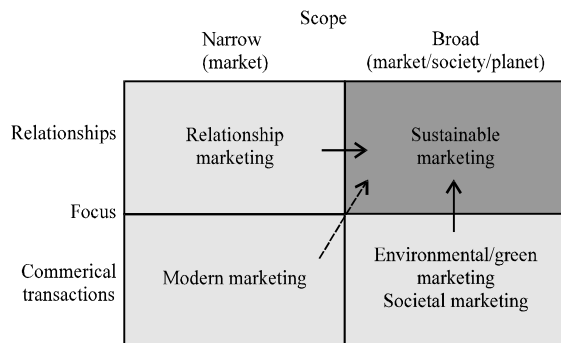 Scope
Narrow
(market)
Broad
(market/society/planet)
Relationships
Relationship
marketing
Sustainable
marketing
Focus
Commerical
transactions
Modern marketing
Environmental/green
marketing
Societal marketing